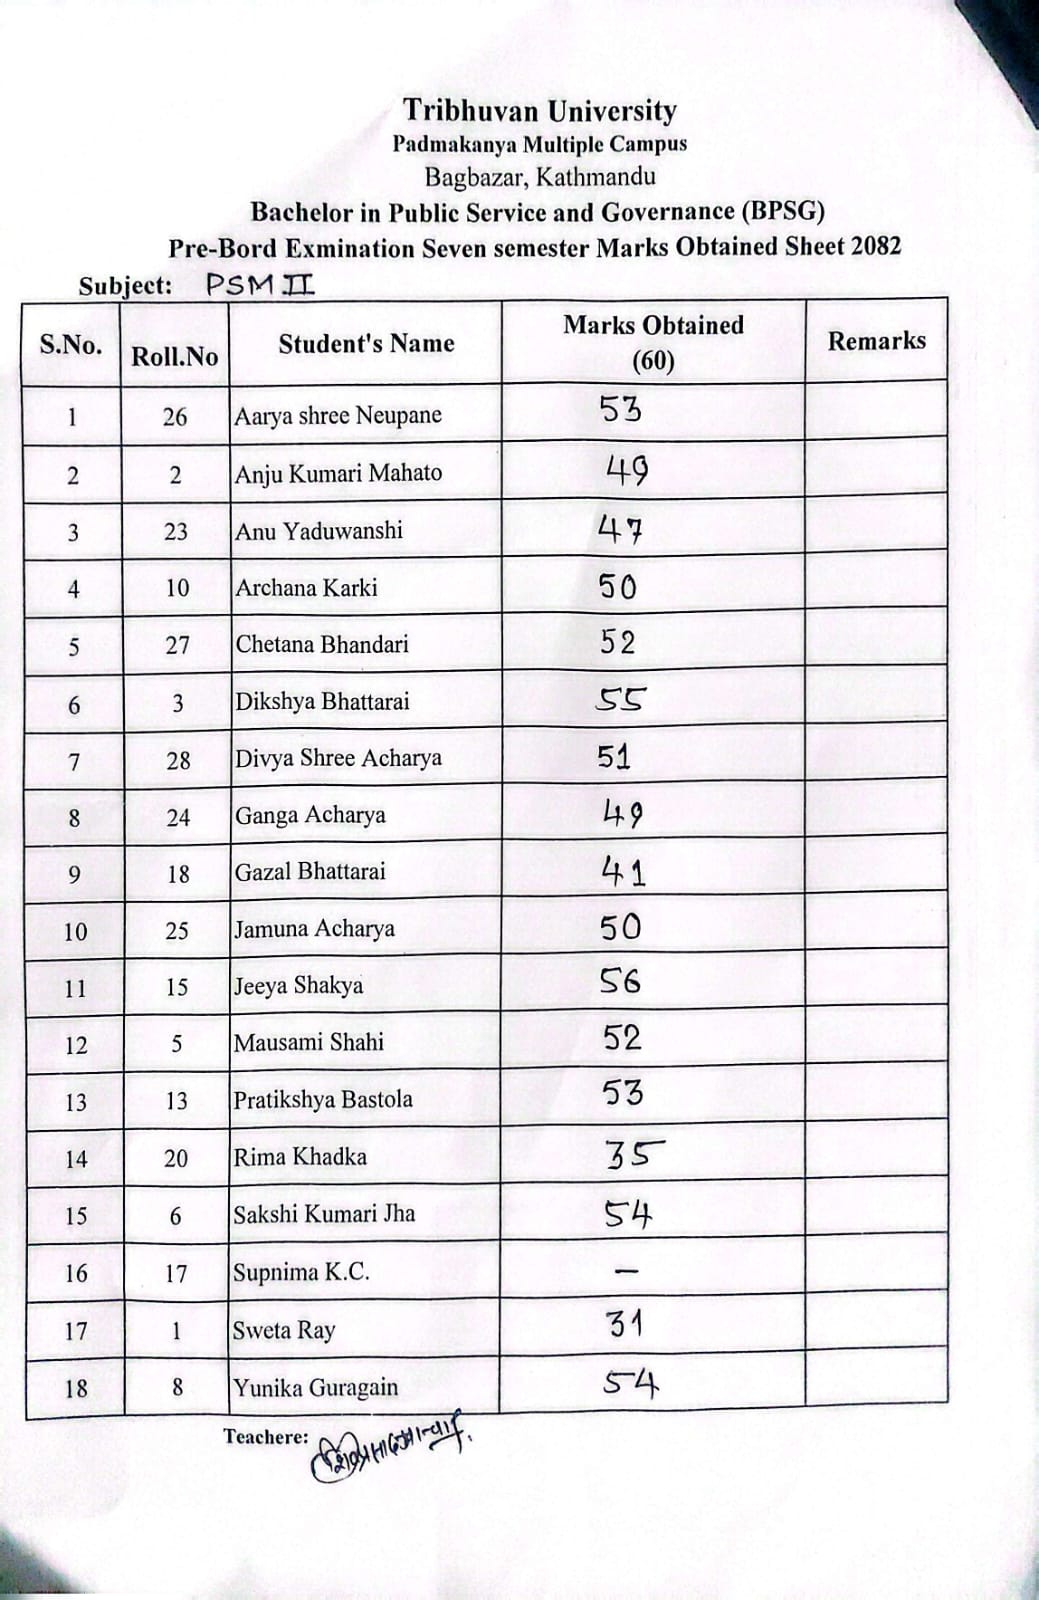 Tribhuvan University
Padmakanya Multiple Campus
Bagbazar, Kathmandu
Bachelor in Public Service and Governance (BPSG)
Pre-Bord Exmination Seven semester Marks Obtained Sheet 2082
Subject: PSM II
S.No. Roll.No Student's Name Marks Obtained (60) Remarks
1 26 Aarya shree Neupane 53
2 2 Anju Kumari Mahato 49
3 23 Anu Yaduwanshi 47
4 10 Archana Karki 50
5 27 Chetana Bhandari 52
6 3 Dikshya Bhattarai 55
7 28 Divya Shree Acharya 51
8 24 Ganga Acharya 49
9 18 Gazal Bhattarai 41
10 25 Jamuna Acharya 50
11 15 Jeeya Shakya 56
12 5 Mausami Shahi 52
13 13 Pratikshya Bastola 53
14 20 Rima Khadka 35
15 6 Sakshi Kumari Jha 54
16 17 Supnima K.C. —
17 1 Sweta Ray 31
18 8 Yunika Guragain 54
Teachere: